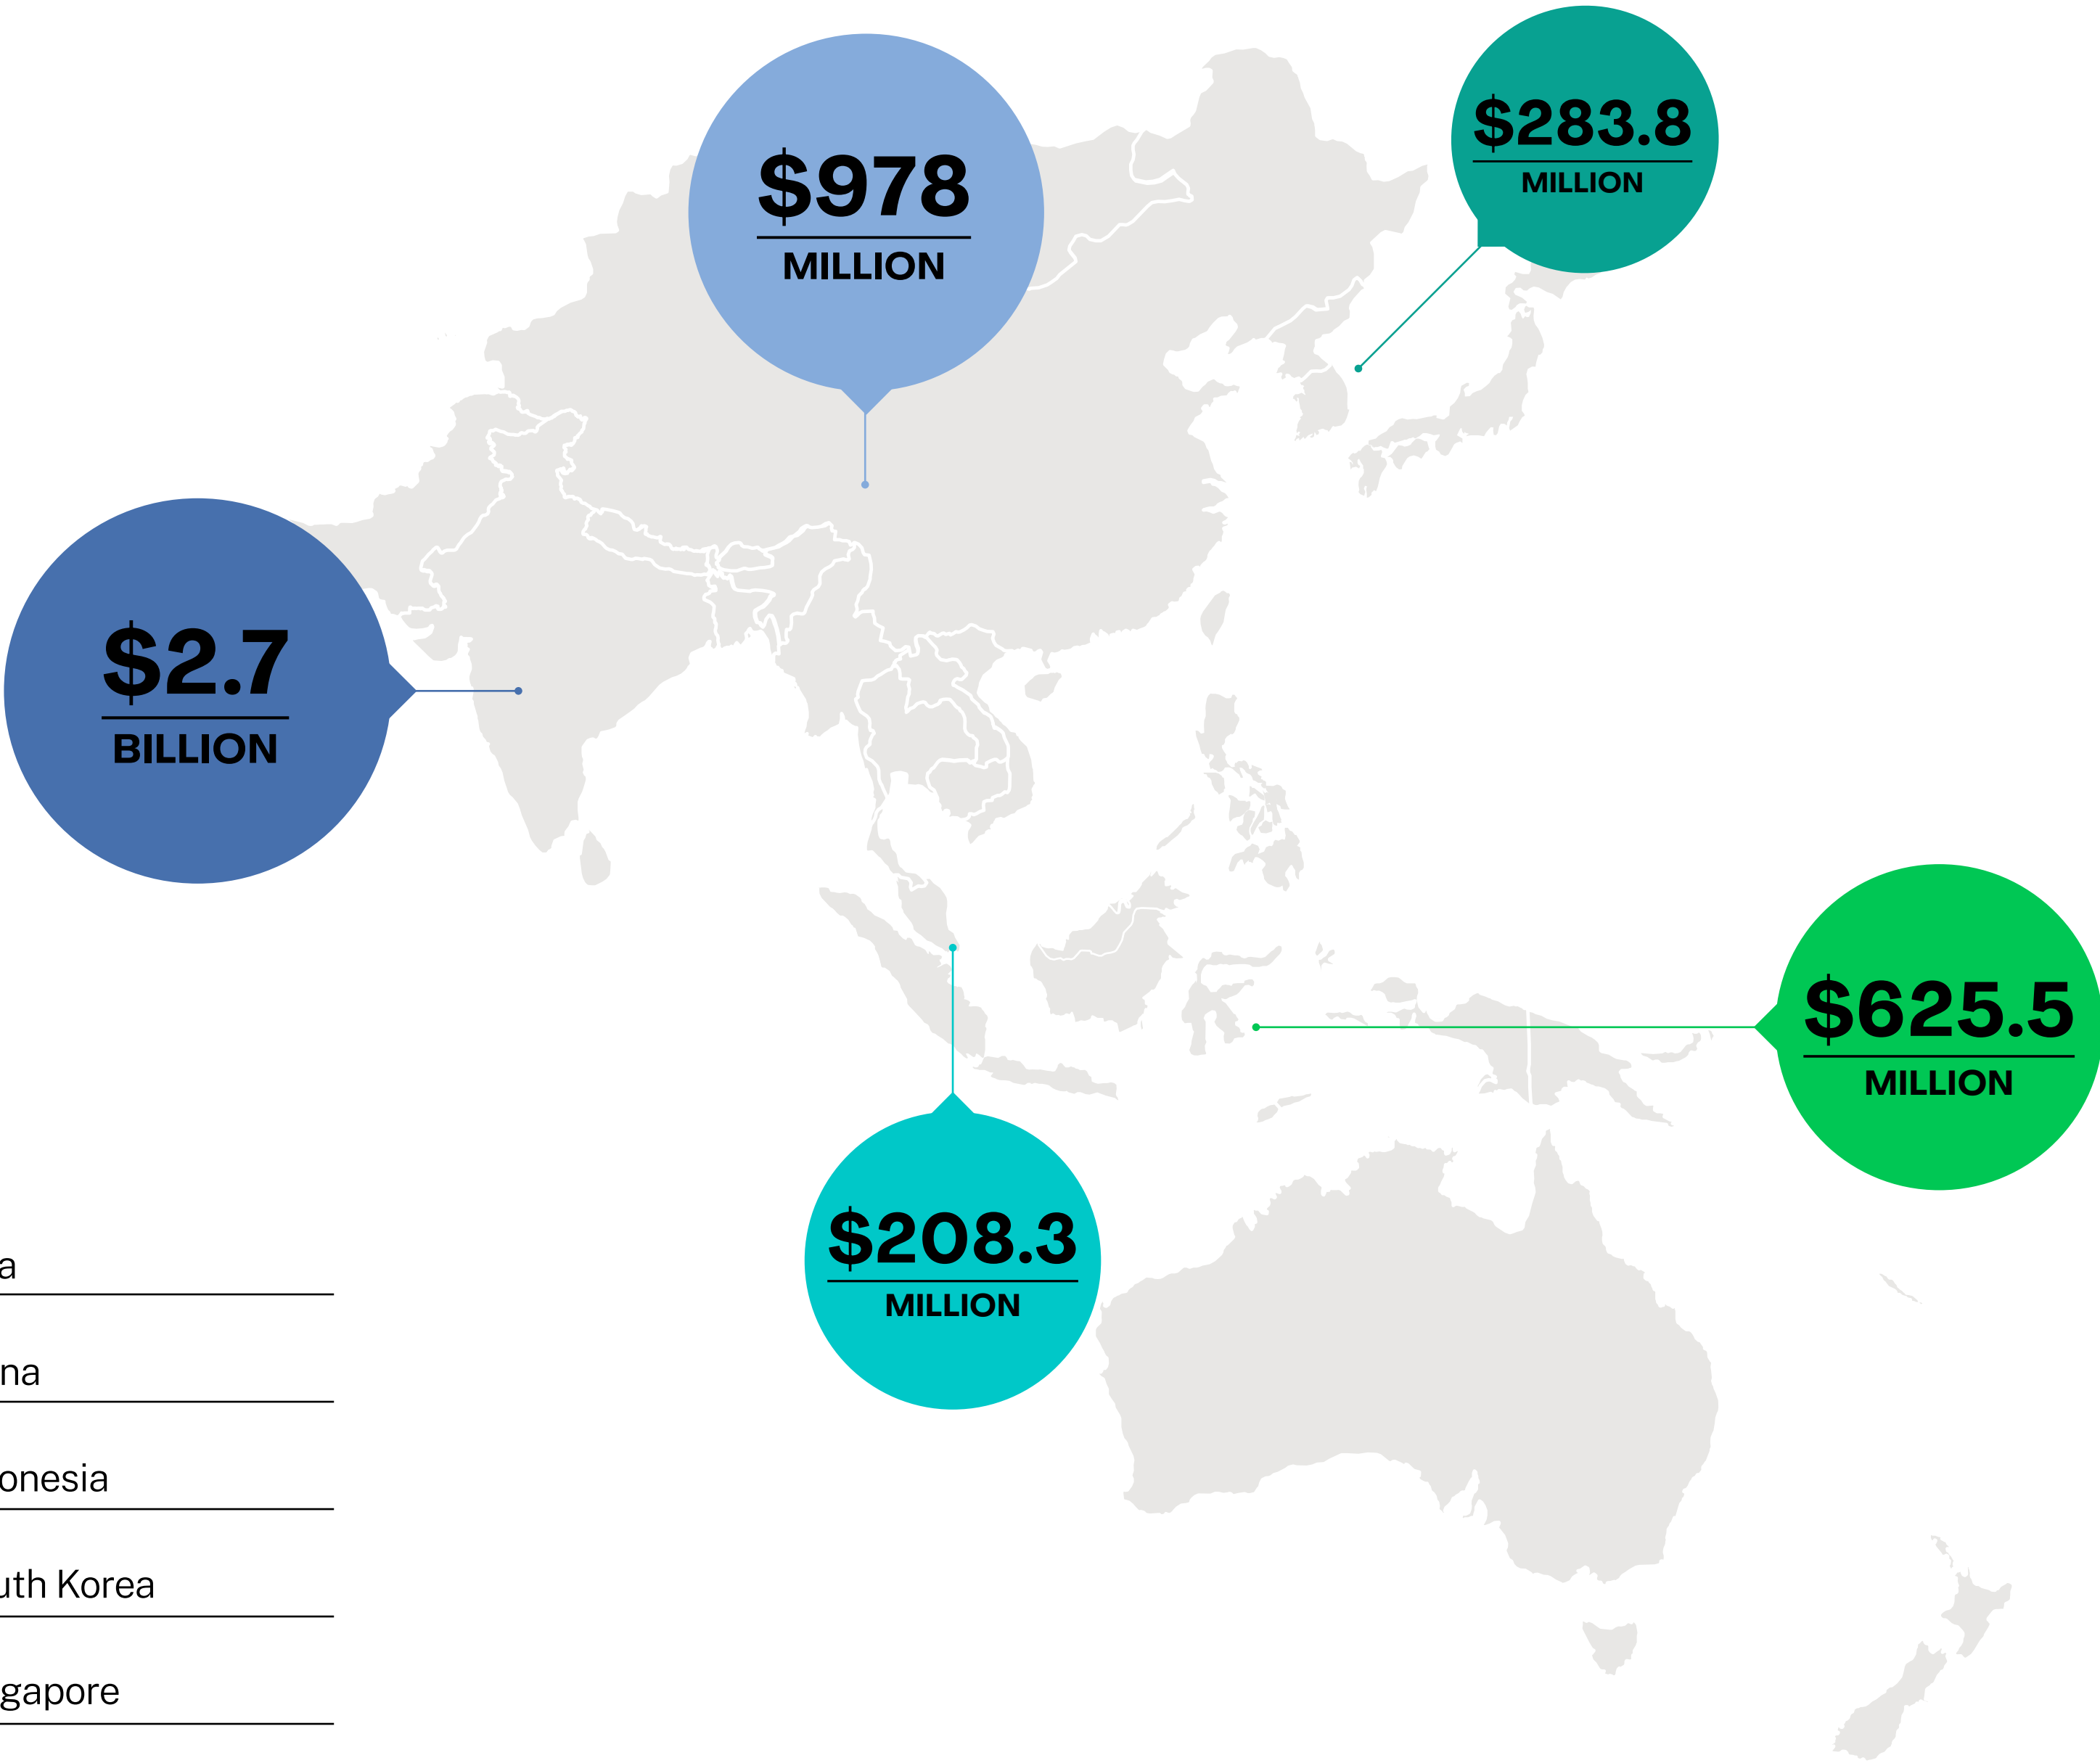 $978
MILLION
$283.8
MILLION
$2.7
BILLION
$625.5
MILLION
$208.3
MILLION
a
na
onesia
uth Korea
gapore